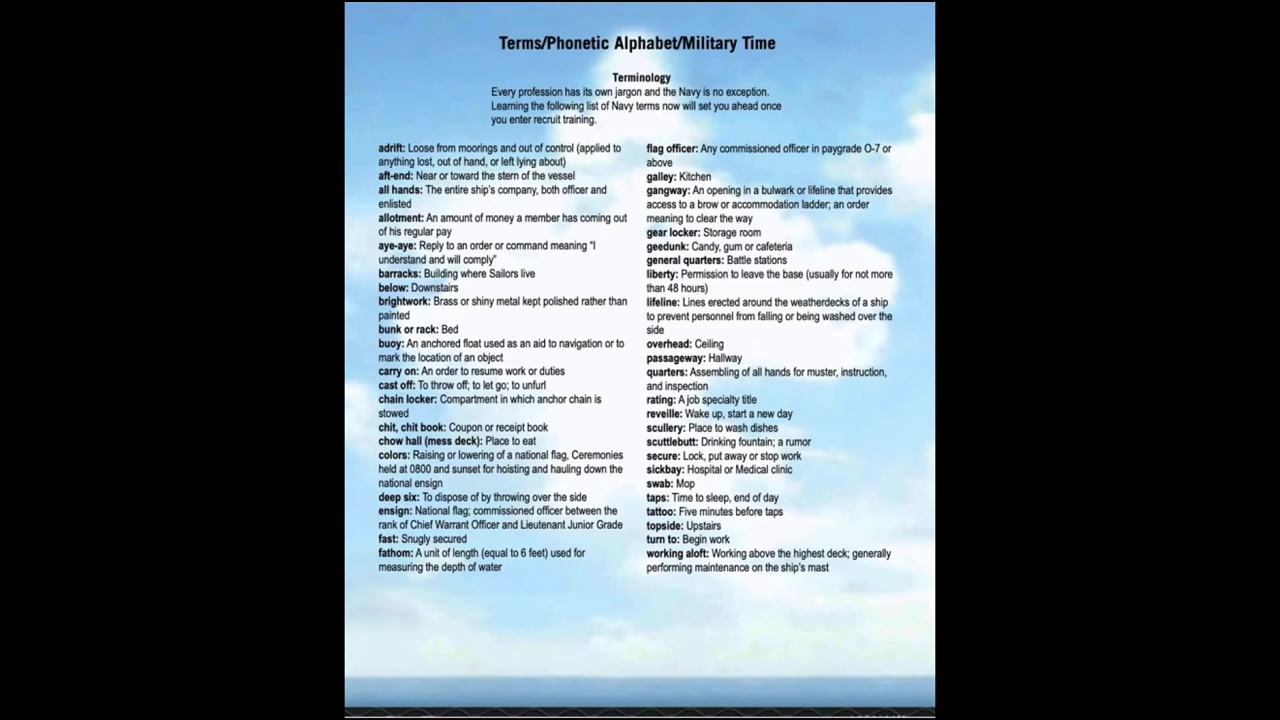 Terms/Phonetic Alphabet/Military Time
Terminology
Every profession has its own jargon and the Navy is no exception.
Learning the following list of Navy terms now will set you ahead once
you enter recruit training.
adrift: Loose from moorings and out of control (applied to
anything lost, out of hand, or left lying about)
aft-end: Near or toward the stern of the vessel
all hands: The entire ship's company, both officer and
enlisted
allotment: An amount of money a member has coming out
of his regular pay
aye-aye: Reply to an order or command meaning “I
understand and will comply”
barracks: Building where Sailors live
below: Downstairs
brightwork: Brass or shiny metal kept polished rather than
painted
bunk or rack: Bed
buoy: An anchored float used as an aid to navigation or to
mark the location of an object
carry on: An order to resume work or duties
cast off: To throw off; to let go; to unfurl
chain locker: Compartment in which anchor chain is
stowed
chit, chit book: Coupon or receipt book
chow hall (mess deck): Place to eat
colors: Raising or lowering of a national flag, Ceremonies
held at 0800 and sunset for hoisting and hauling down the
national ensign
deep six: To dispose of by throwing over the side
ensign: National flag; commissioned officer between the
rank of Chief Warrant Officer and Lieutenant Junior Grade
fast: Snugly secured
fathom: A unit of length (equal to 6 feet) used for
measuring the depth of water
flag officer: Any commissioned officer in paygrade O-7 or
above
galley: Kitchen
gangway: An opening in a bulwark or lifeline that provides
access to a brow or accommodation ladder; an order
meaning to clear the way
gear locker: Storage room
geedunk: Candy, gum or cafeteria
general quarters: Battle stations
liberty: Permission to leave the base (usually for not more
than 48 hours)
lifeline: Lines erected around the weatherdecks of a ship
to prevent personnel from falling or being washed over the
side
overhead: Ceiling
passageway: Hallway
quarters: Assembling of all hands for muster, instruction,
and inspection
rating: A job specialty title
reveille: Wake up, start a new day
scullery: Place to wash dishes
scuttlebutt: Drinking fountain; a rumor
secure: Lock, put away or stop work
sickbay: Hospital or Medical clinic
swab: Mop
taps: Time to sleep, end of day
tattoo: Five minutes before taps
topside: Upstairs
turn to: Begin work
working aloft: Working above the highest deck; generally
performing maintenance on the ship's mast